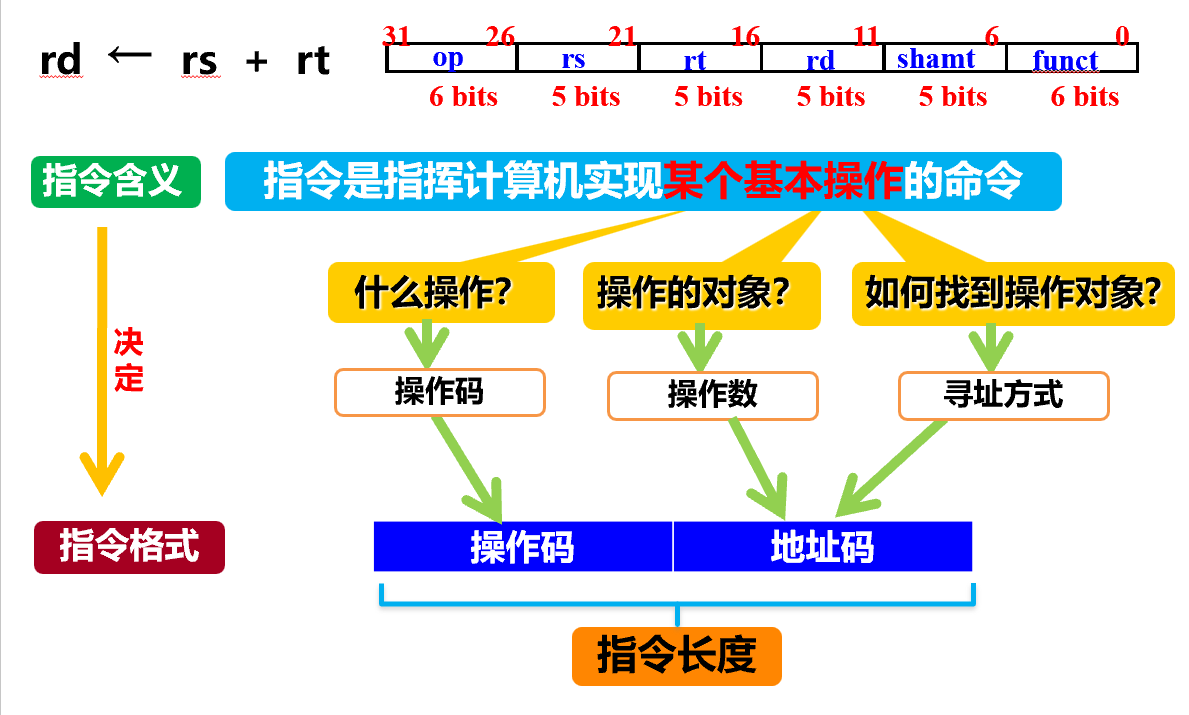 rd ← rs + rt
31 26 21 16 11 6 0
op rs rt rd shamt funct
6 bits 5 bits 5 bits 5 bits 5 bits 6 bits
指令含义
指令是指挥计算机实现某个基本操作的命令
什么操作？
操作的对象？
如何找到操作对象？
决
定
操作码
操作数
寻址方式
指令格式
操作码
地址码
指令长度